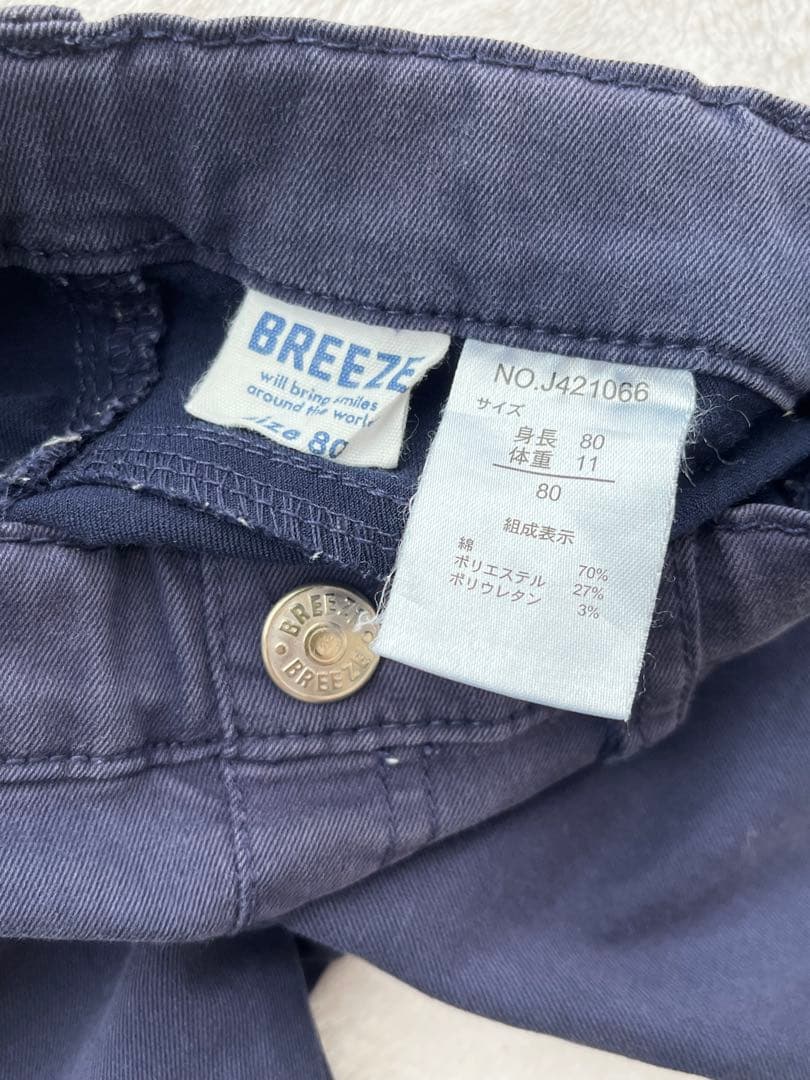 BREEZE
will bring smiles
around the world
size 80
NO.J421066
サイズ
身長 80
体重 11
80
組成表示
綿 70%
ポリエステル 27%
ポリウレタン 3%
BREEZE
BREEZE